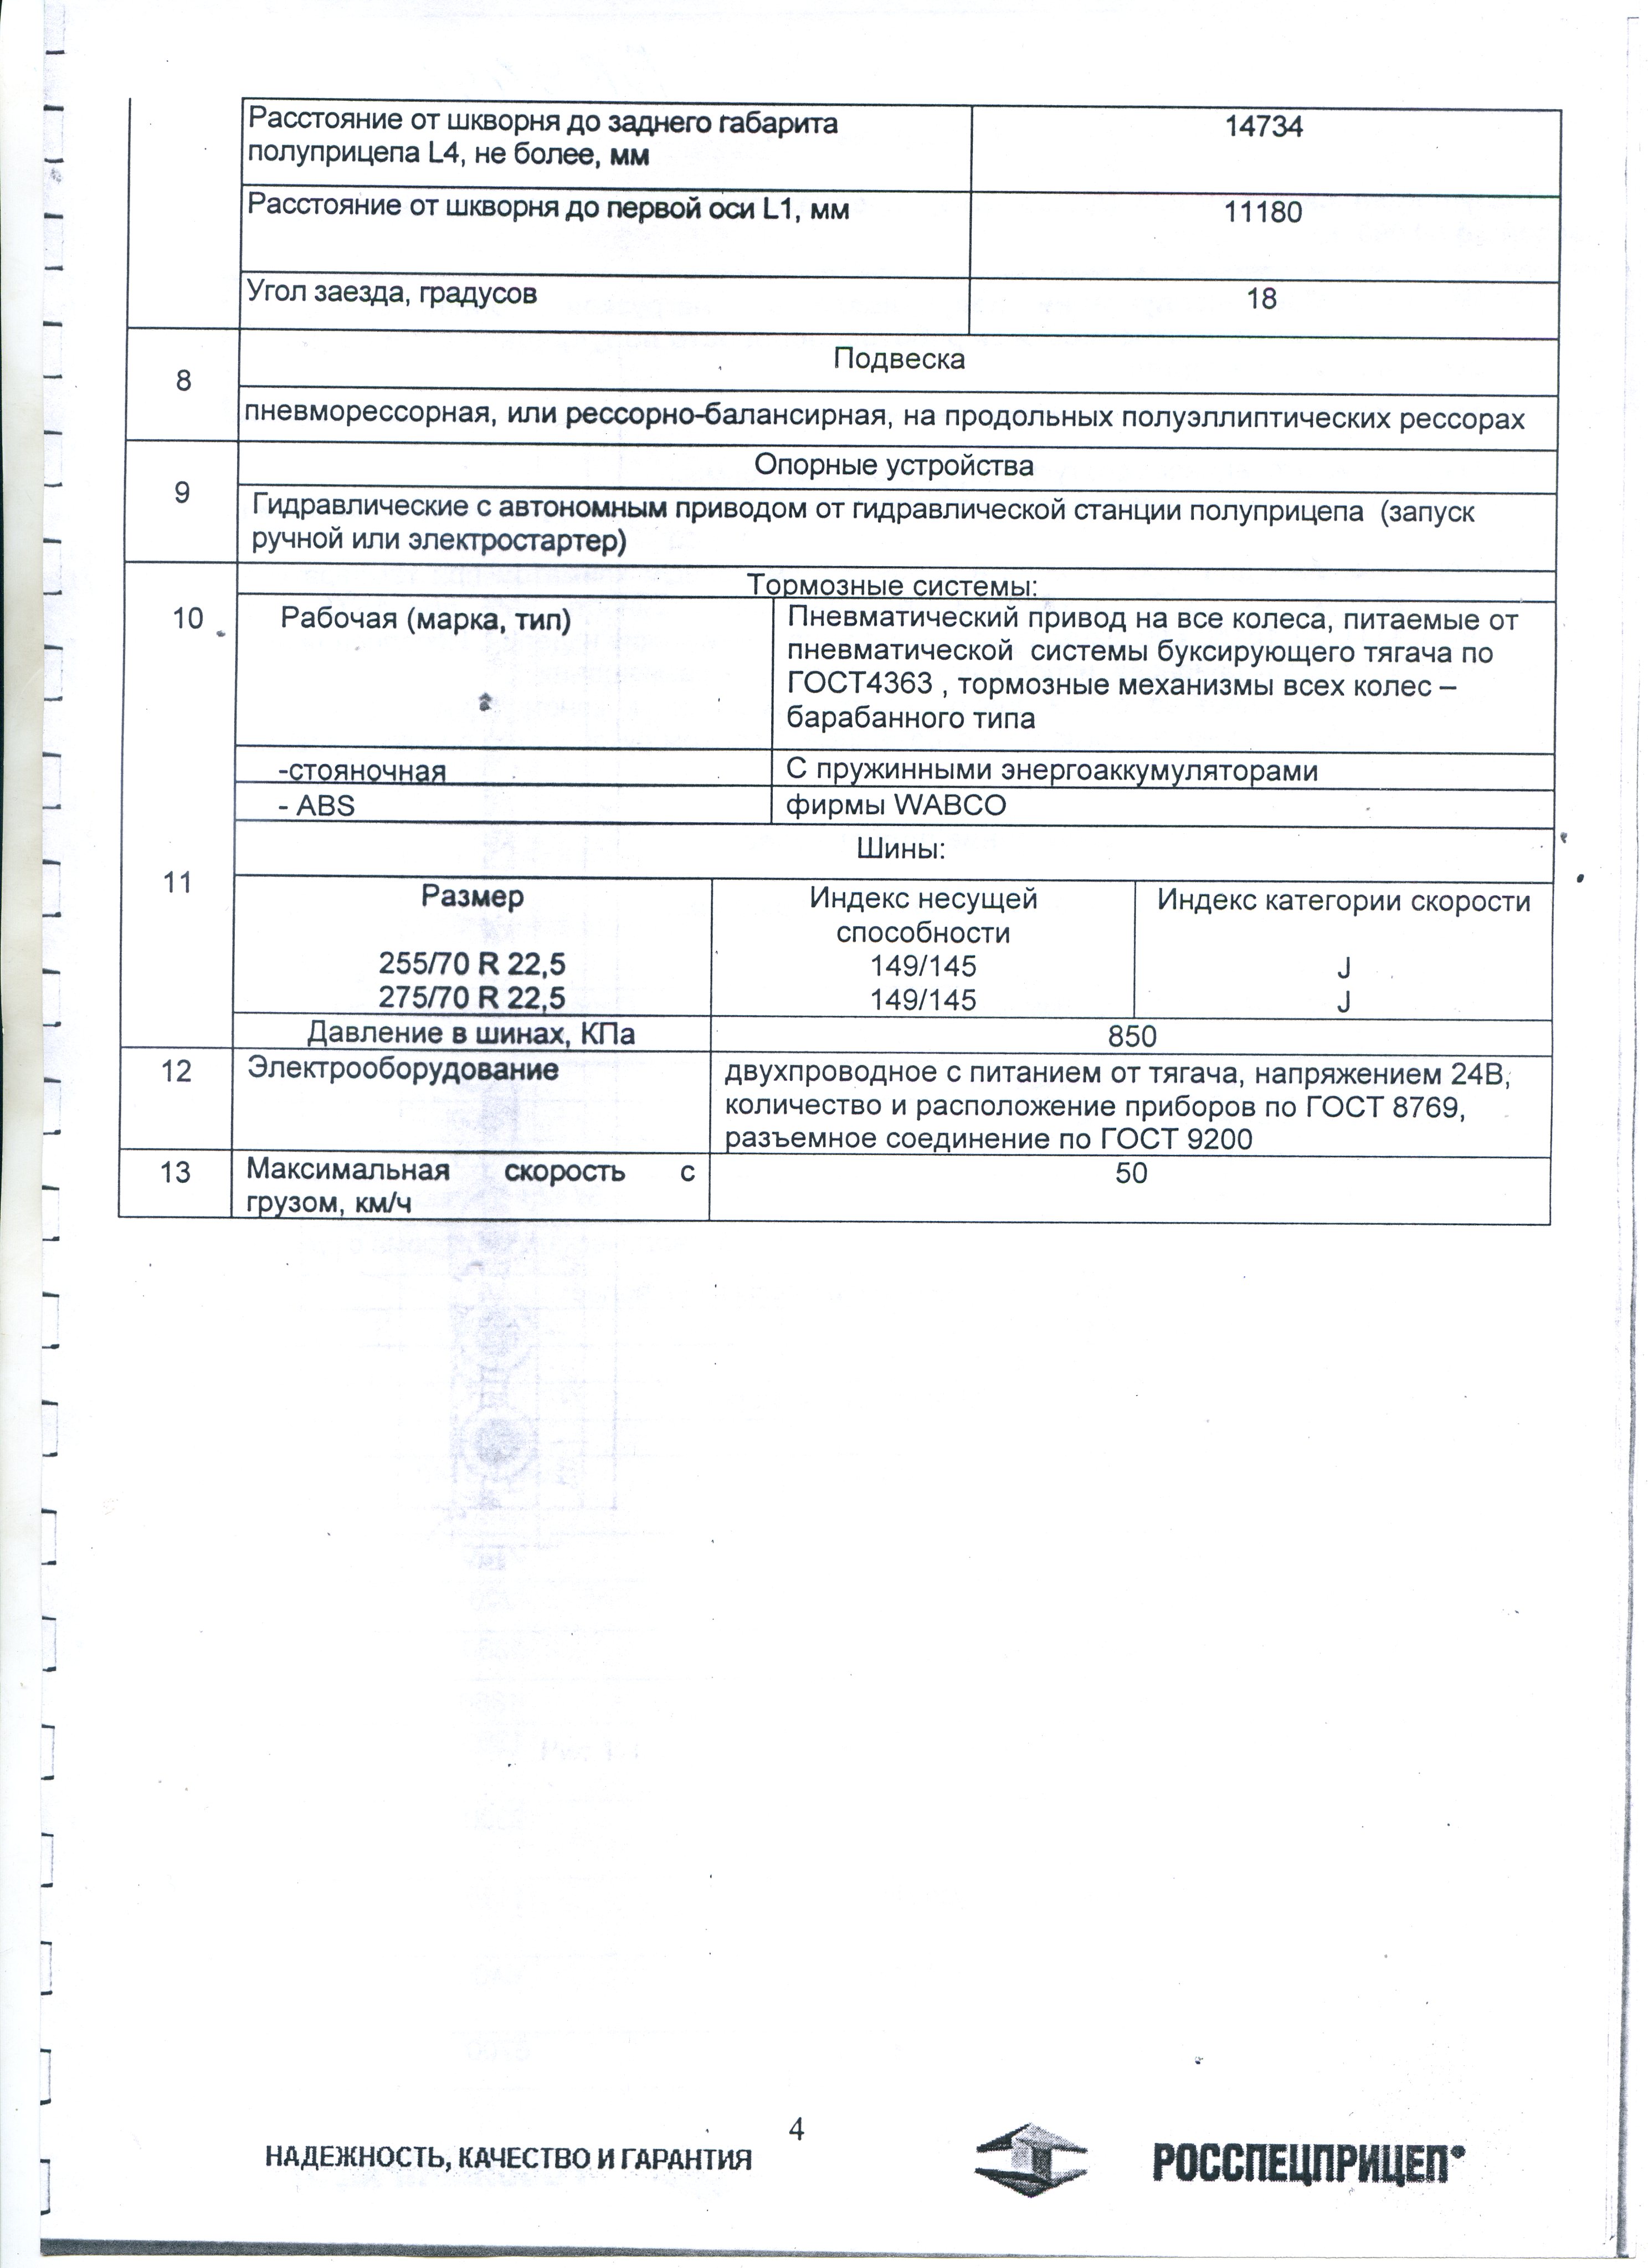 Расстояние от шкворня до заднего габарита
полуприцепа L4, не более, мм
14734
Расстояние от шкворня до первой оси L1, мм
11180
Угол заезда, градусов
18
8
Подвеска
пневморессорная, или рессорно-балансирная, на продольных полуэллиптических рессорах
9
Опорные устройства
Гидравлические с автономным приводом от гидравлической станции полуприцепа (запуск
ручной или электростартер)
10
Тормозные системы:
Рабочая (марка, тип)
Пневматический привод на все колеса, питаемые от
пневматической системы буксирующего тягача по
ГОСТ4363 , тормозные механизмы всех колес –
барабанного типа
-стояночная
С пружинными энергоаккумуляторами
- ABS
фирмы WABCO
11
Шины:
Размер
Индекс несущей
способности
Индекс категории скорости
255/70 R 22,5
149/145
J
275/70 R 22,5
149/145
J
Давление в шинах, КПа
850
12
Электрооборудование
двухпроводное с питанием от тягача, напряжением 24В,
количество и расположение приборов по ГОСТ 8769,
разъемное соединение по ГОСТ 9200
13
Максимальная скорость с
грузом, км/ч
50
4
НАДЕЖНОСТЬ, КАЧЕСТВО И ГАРАНТИЯ
РОССПЕЦПРИЦЕП®